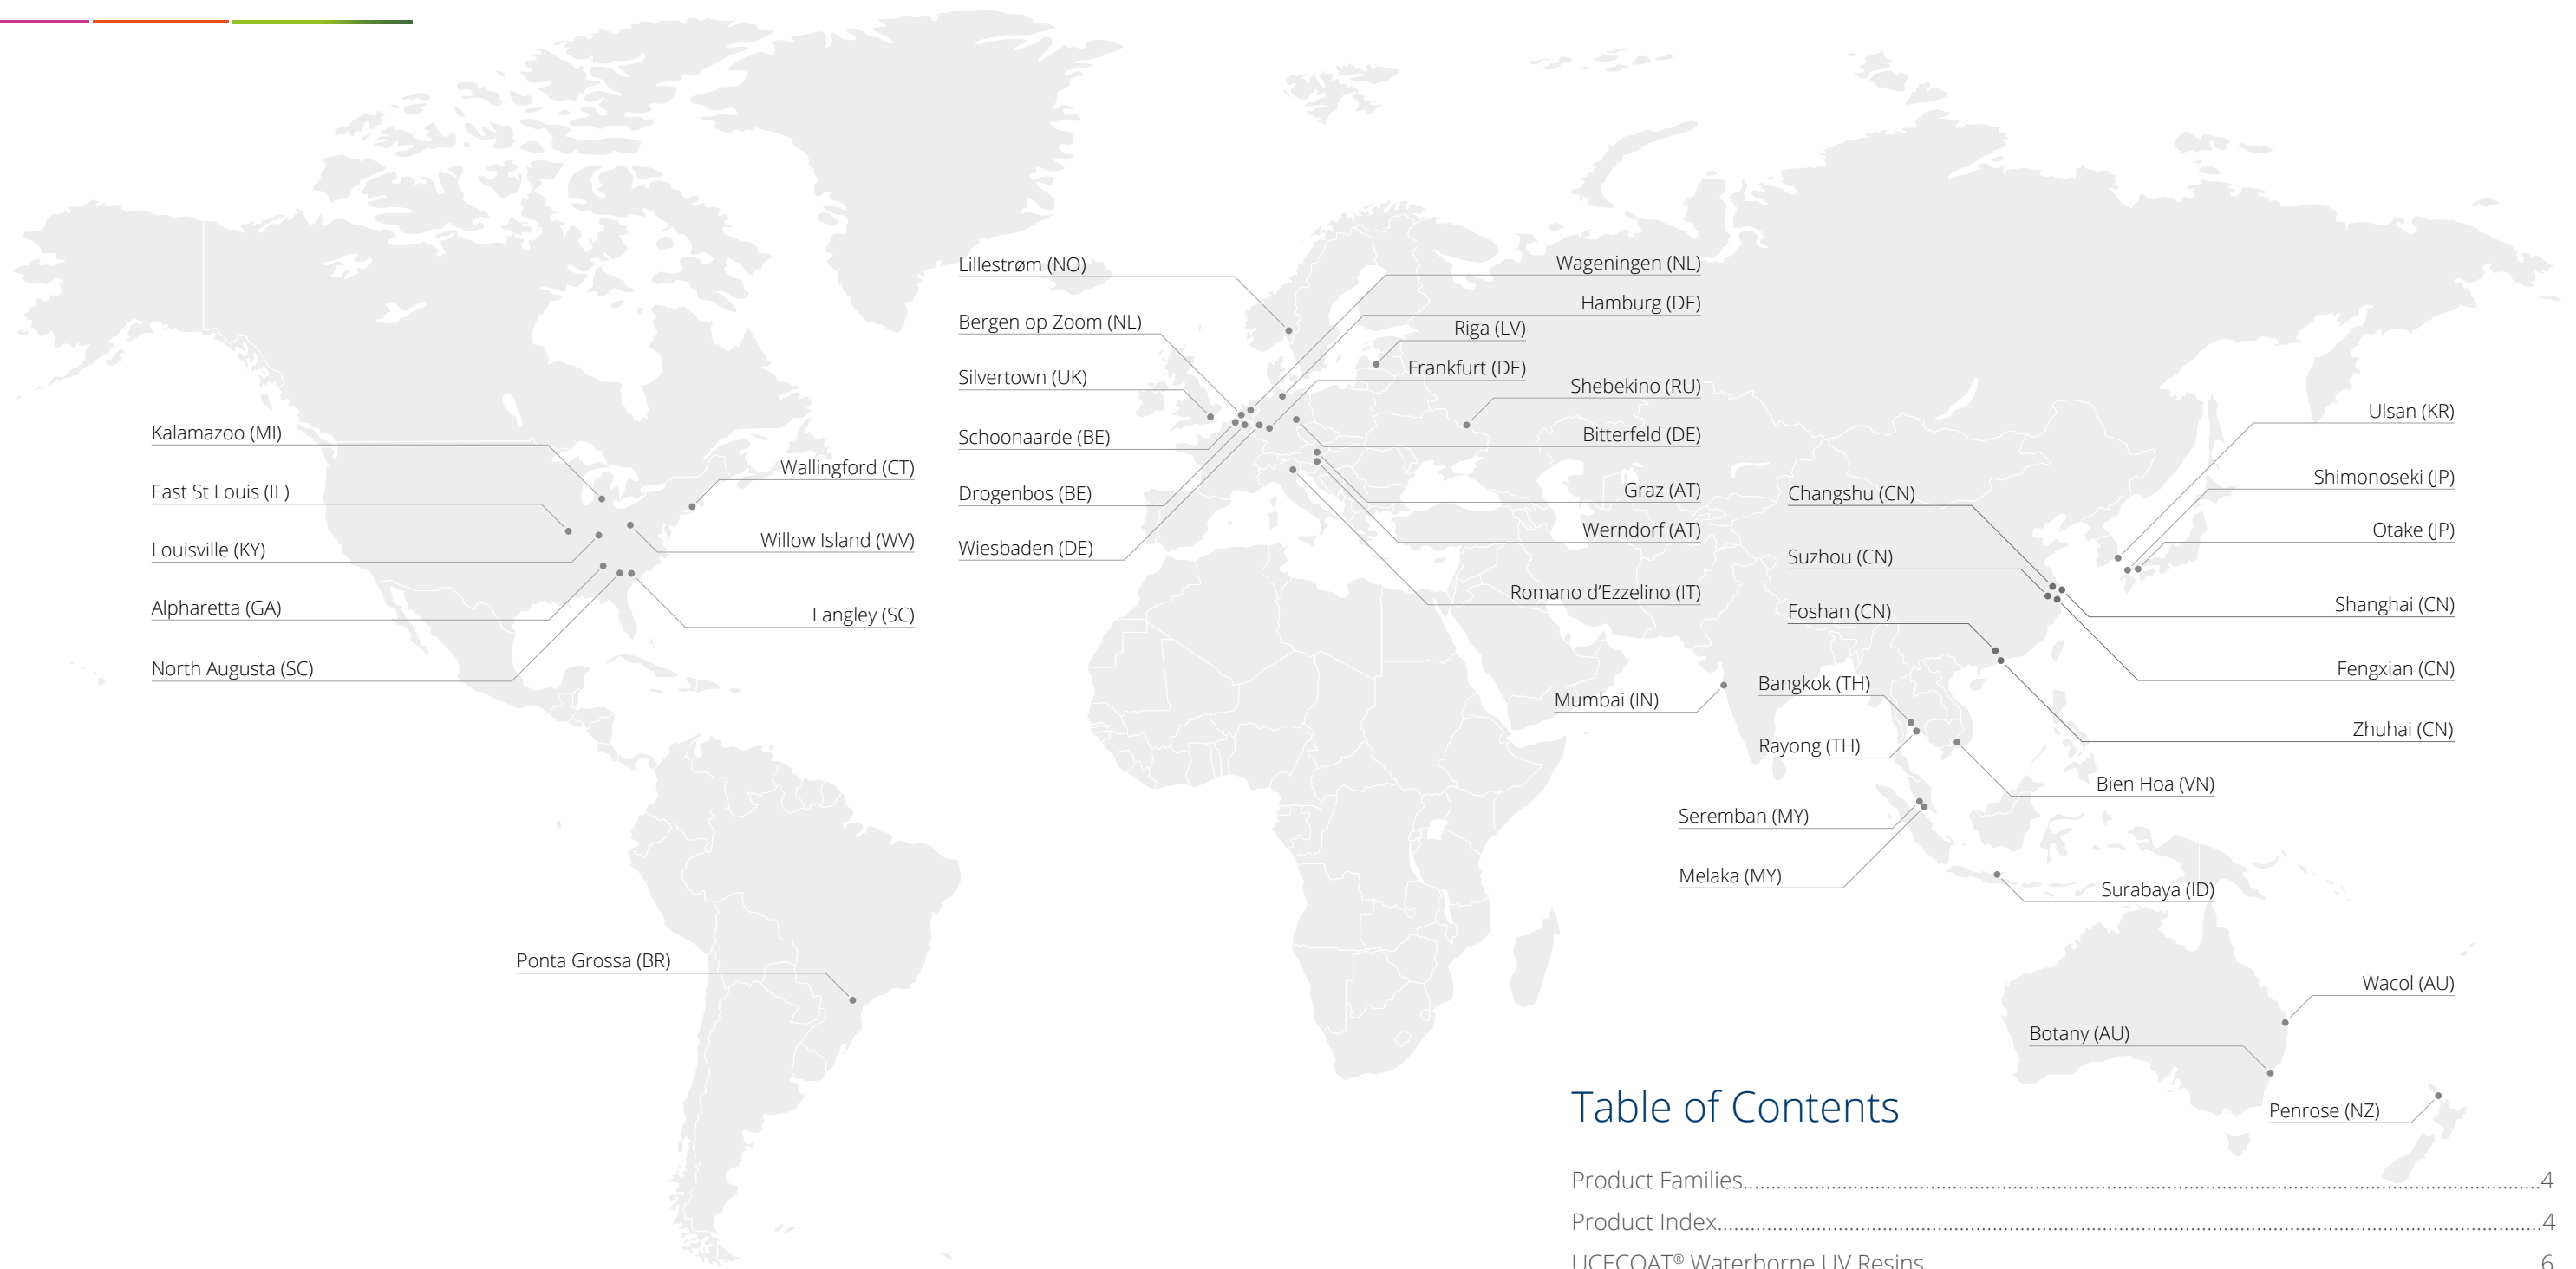 Kalamazoo (MI)
East St Louis (IL)
Louisville (KY)
Alpharetta (GA)
North Augusta (SC)
Wallingford (CT)
Willow Island (WV)
Langley (SC)
Ponta Grossa (BR)
Lillestrøm (NO)
Bergen op Zoom (NL)
Silvertown (UK)
Schoonaarde (BE)
Drogenbos (BE)
Wiesbaden (DE)
Wageningen (NL)
Hamburg (DE)
Riga (LV)
Frankfurt (DE)
Shebekino (RU)
Bitterfeld (DE)
Graz (AT)
Werndorf (AT)
Romano d’Ezzelino (IT)
Mumbai (IN)
Changshu (CN)
Suzhou (CN)
Foshan (CN)
Bangkok (TH)
Rayong (TH)
Seremban (MY)
Melaka (MY)
Ulsan (KR)
Shimonoseki (JP)
Otake (JP)
Shanghai (CN)
Fengxian (CN)
Zhuhai (CN)
Bien Hoa (VN)
Surabaya (ID)
Wacol (AU)
Botany (AU)
Penrose (NZ)
Table of Contents
Product Families 4
Product Index 4
UCECOAT® Waterborne UV Resins 6